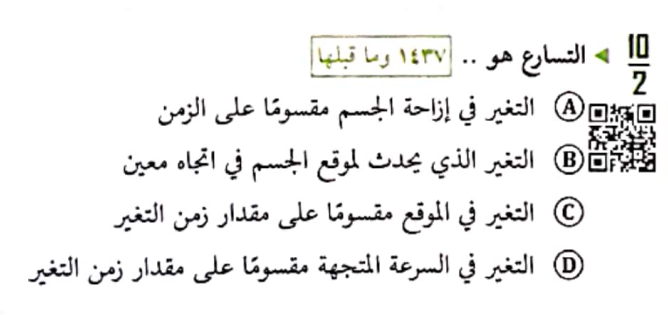 10/2 ◀ التسارع هو .. ١٤٣٧ وما قبلها
Ⓐ التغير في إزاحة الجسم مقسومًا على الزمن
Ⓑ التغير الذي يحدث لموقع الجسم في اتجاه معين
Ⓒ التغير في الموقع مقسومًا على مقدار زمن التغير
Ⓓ التغير في السرعة المتجهة مقسومًا على مقدار زمن التغير